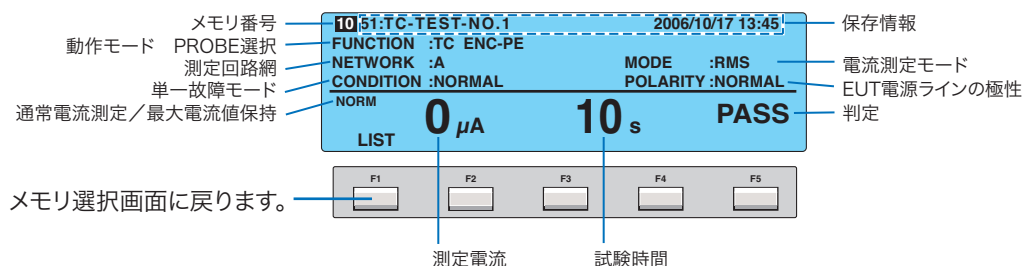 メモリ番号
動作モード PROBE選択
測定回路網
単一故障モード
通常電流測定／最大電流値保持
10 51:TC-TEST-NO.1 2006/10/17 13:45
FUNCTION :TC ENC-PE
NETWORK :A MODE :RMS
CONDITION :NORMAL POLARITY :NORMAL
NORM
0 µA 10 s PASS
LIST
保存情報
電流測定モード
EUT電源ラインの極性
判定
F1 F2 F3 F4 F5
メモリ選択画面に戻ります。
測定電流 試験時間